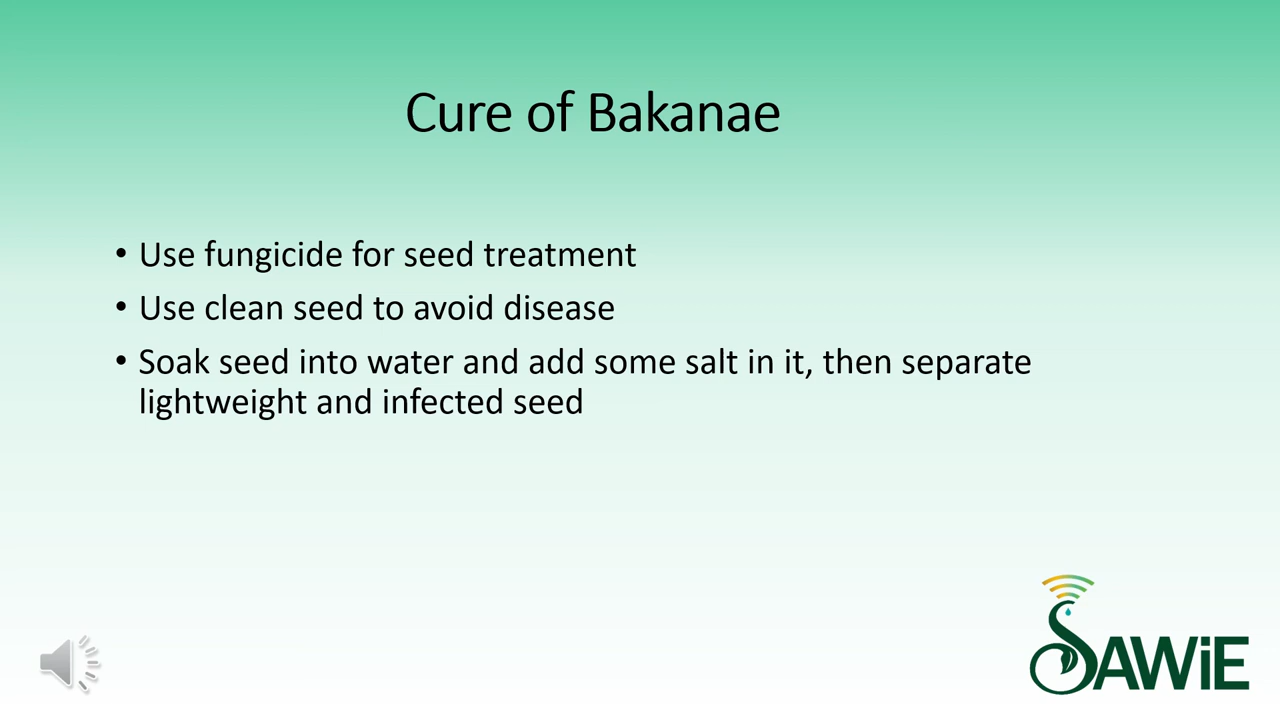 Cure of Bakanae
• Use fungicide for seed treatment
• Use clean seed to avoid disease
• Soak seed into water and add some salt in it, then separate
lightweight and infected seed
SAWiE